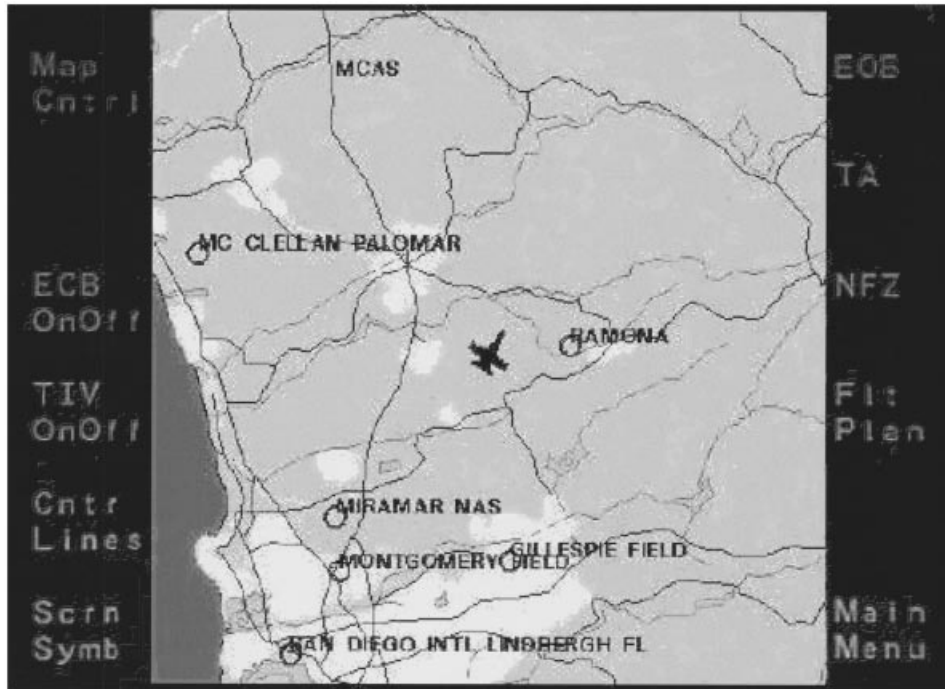 Map
Cntrl
MCAS
EOB
TA
MC CLELLAN PALOMAR
ECB
OnOff
NFZ
RAMONA
TIV
OnOff
Flt
Plan
Cntr
Lines
MIRAMAR NAS
GILLESPIE FIELD
MONTGOMERY FIELD
Scrn
Symb
Main
Menu
SAN DIEGO INTL LINDBERGH FL